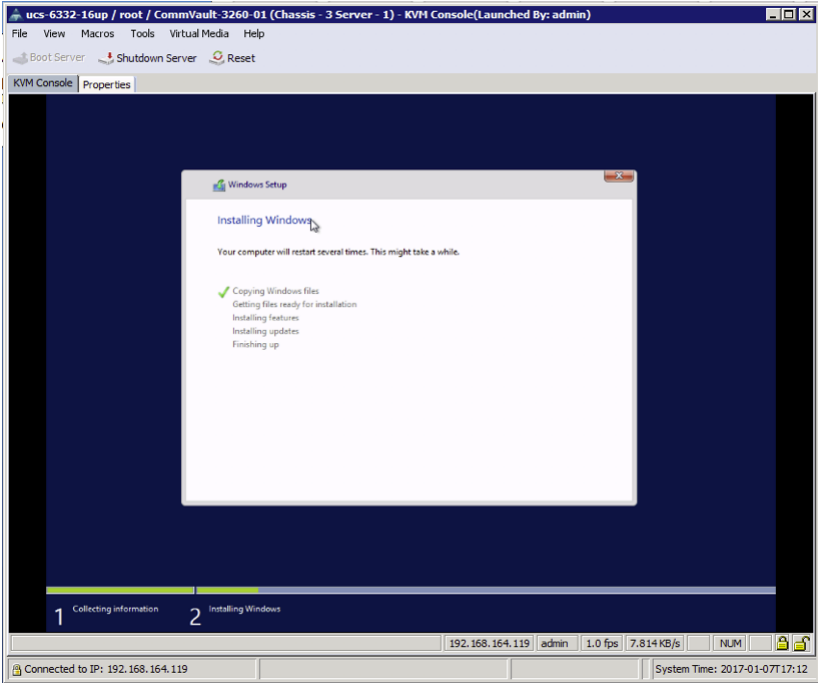 ucs-6332-16up / root / CommVault-3260-01 (Chassis - 3 Server - 1) - KVM Console(Launched By: admin)
File View Macros Tools Virtual Media Help
Boot Server Shutdown Server Reset
KVM Console Properties
Windows Setup
Installing Windows
Your computer will restart several times. This might take a while.
Copying Windows files
Getting files ready for installation
Installing features
Installing updates
Finishing up
1 Collecting information 2 Installing Windows
192.168.164.119 admin 1.0 fps 7.814 KB/s NUM
Connected to IP: 192.168.164.119 System Time: 2017-01-07T17:12